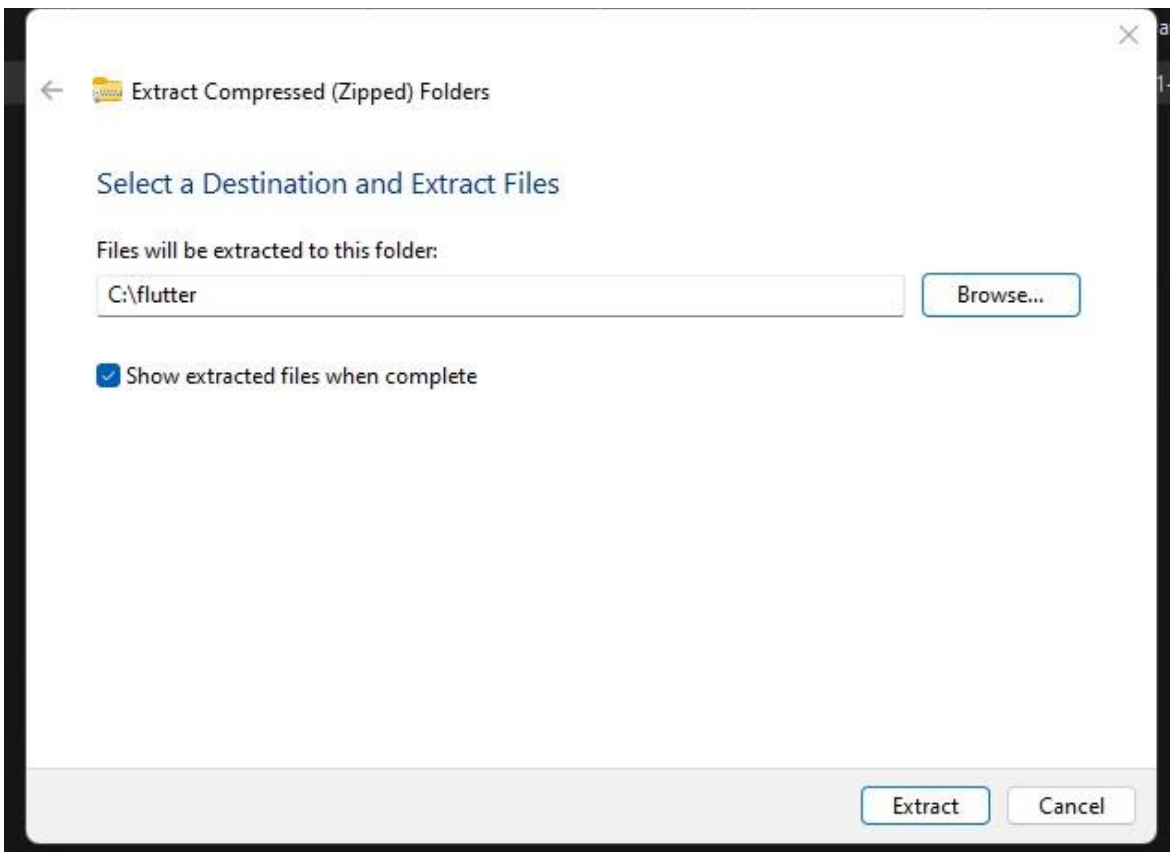 Extract Compressed (Zipped) Folders
Select a Destination and Extract Files
Files will be extracted to this folder:
C:\flutter
Browse...
Show extracted files when complete
Extract
Cancel